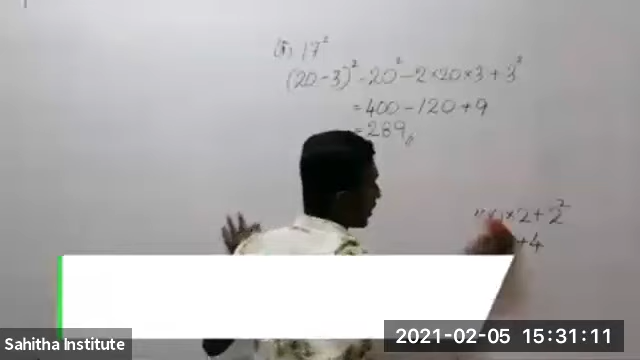 17²
(20-3)² = 20² - 2×20×3 + 3²
= 400 - 120 + 9
= 289
×2 + 2²
+4
Sahitha Institute
2021-02-05 15:31:11